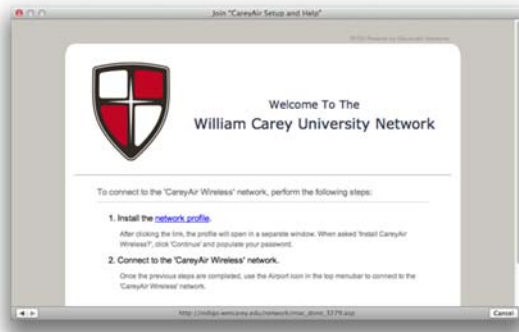 Join "CareyAir Setup and Help"
Welcome To The
William Carey University Network
To connect to the 'CareyAir Wireless' network, perform the following steps:
1. Install the network profile.
After clicking the link, the profile will open in a separate window. When asked 'Install CareyAir
Wireless?', click 'Continue' and populate your password.
2. Connect to the 'CareyAir Wireless' network.
Once the previous steps are completed, use the Airport icon in the top menubar to connect to the
'CareyAir Wireless' network.
Cancel